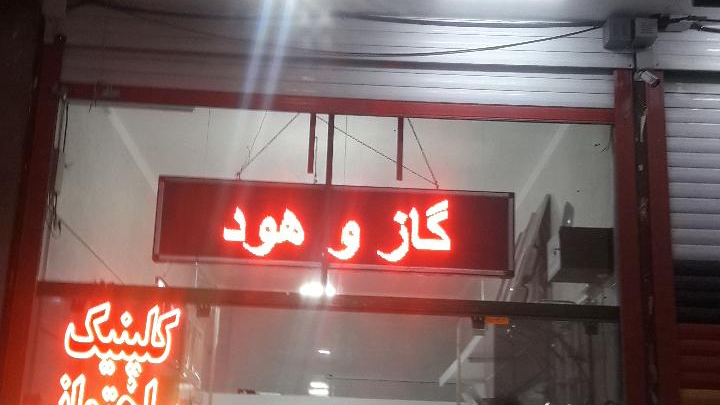 گاز و هود
کلینیک